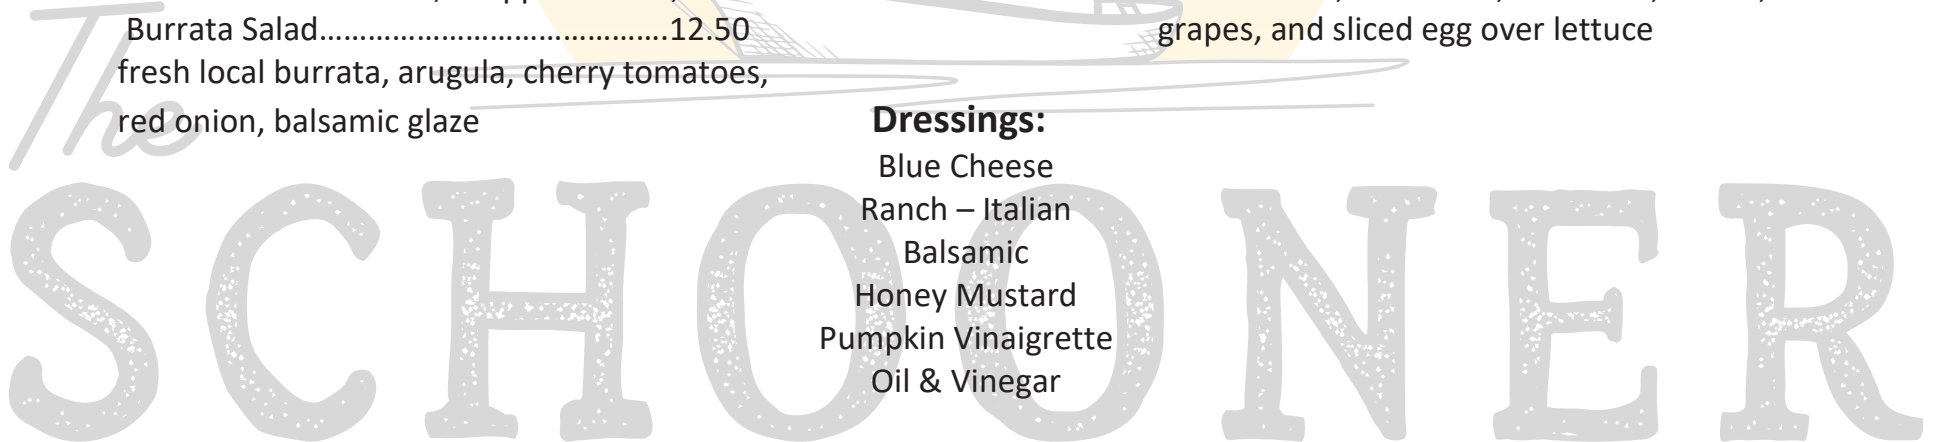 Burrata Salad……………………………………12.50
fresh local burrata, arugula, cherry tomatoes,
red onion, balsamic glaze
grapes, and sliced egg over lettuce
Dressings:
Blue Cheese
Ranch – Italian
Balsamic
Honey Mustard
Pumpkin Vinaigrette
Oil & Vinegar
The
SCHOONER